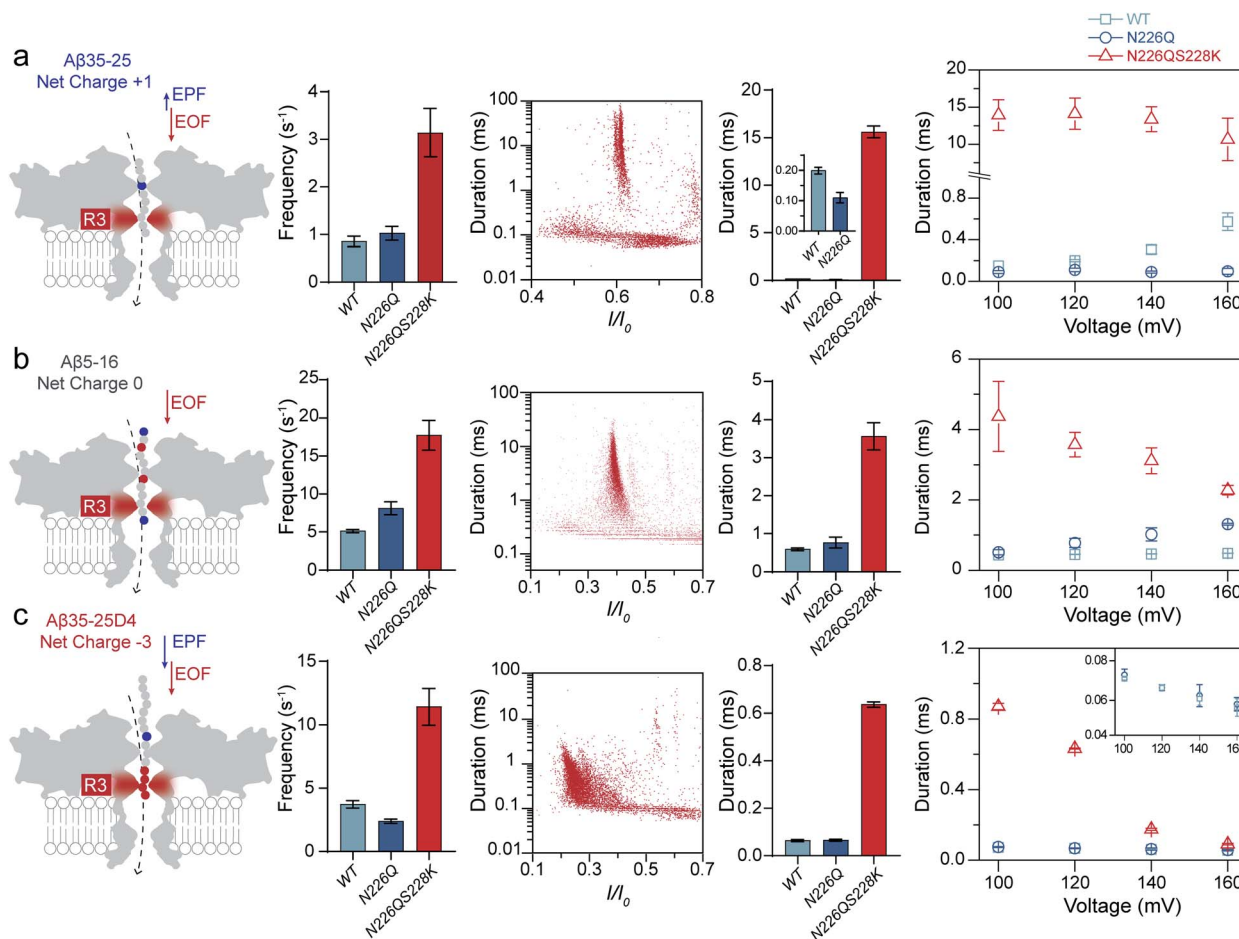 WT
N226Q
N226QS228K
a
Aβ35-25
Net Charge +1
EPF
EOF
R3
Frequency (s⁻¹)
4
3
2
1
0
WT
N226Q
N226QS228K
Duration (ms)
100
10
1
0.1
0.01
0.4
0.6
0.8
I/I₀
Duration (ms)
20
15
10
5
0
0.20
0.10
0.00
WT
N226Q
WT
N226Q
N226QS228K
Duration (ms)
20
15
10
0.8
0.4
0.0
100
120
140
160
Voltage (mV)
b
Aβ5-16
Net Charge 0
EOF
R3
Frequency (s⁻¹)
25
20
15
10
5
0
WT
N226Q
N226QS228K
Duration (ms)
100
10
1
0.1
0.1
0.3
0.5
0.7
I/I₀
Duration (ms)
5
4
3
2
1
0
WT
N226Q
N226QS228K
Duration (ms)
6
4
2
0
100
120
140
160
Voltage (mV)
c
Aβ35-25D4
Net Charge -3
EPF
EOF
R3
Frequency (s⁻¹)
15
10
5
0
WT
N226Q
N226QS228K
Duration (ms)
100
10
1
0.1
0.01
0.1
0.3
0.5
0.7
I/I₀
Duration (ms)
0.8
0.6
0.4
0.2
0.0
WT
N226Q
N226QS228K
Duration (ms)
1.2
0.8
0.4
0.0
0.08
0.06
0.04
100
120
140
100
120
140
160
Voltage (mV)